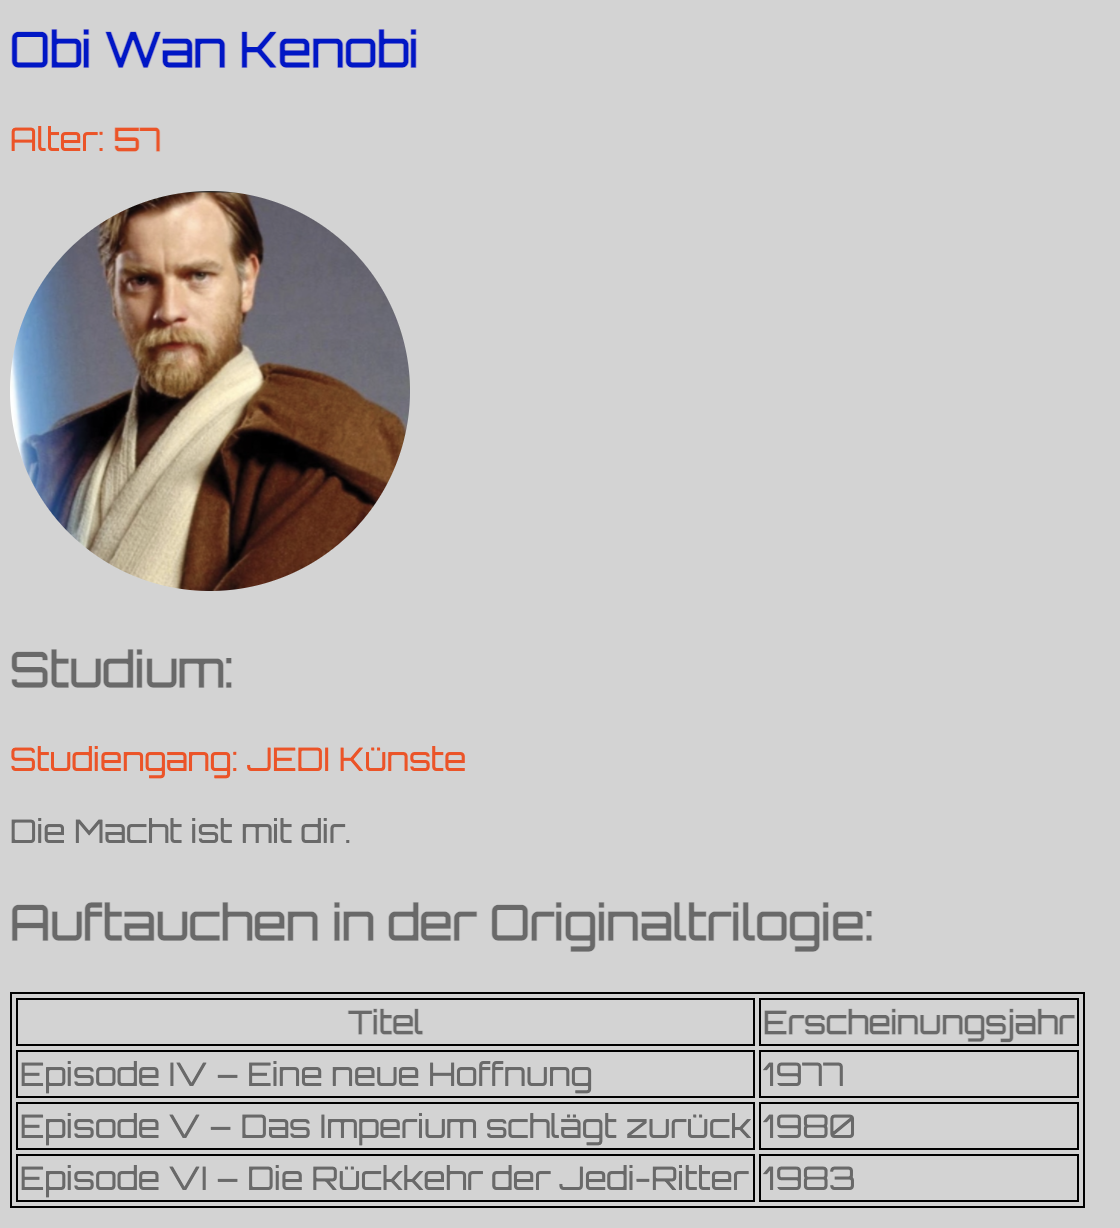 Obi Wan Kenobi
Alter: 57
Studium:
Studiengang: JEDI Künste
Die Macht ist mit dir.
Auftauchen in der Originaltrilogie:
Titel Erscheinungsjahr
Episode IV – Eine neue Hoffnung 1977
Episode V – Das Imperium schlägt zurück 1980
Episode VI – Die Rückkehr der Jedi-Ritter 1983